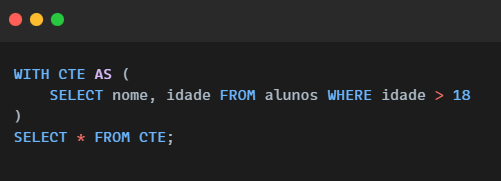 WITH CTE AS (
    SELECT nome, idade FROM alunos WHERE idade > 18
)
SELECT * FROM CTE;